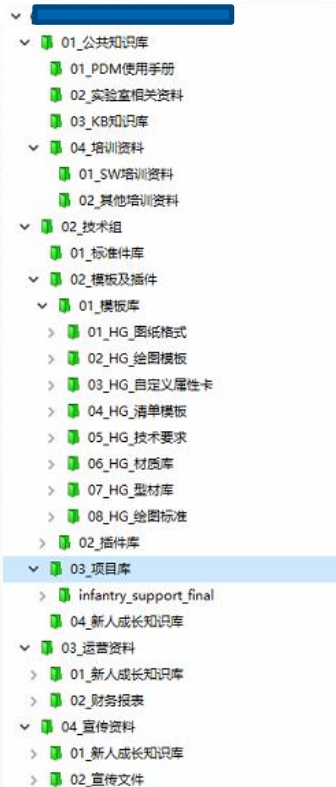 01_公共知识库
01_PDM使用手册
02_实验室相关资料
03_KB知识库
04_培训资料
01_SW培训资料
02_其他培训资料
02_技术组
01_标准件库
02_模板及插件
01_模板库
01_HG_图纸格式
02_HG_绘图模板
03_HG_自定义属性卡
04_HG_清单模板
05_HG_技术要求
06_HG_材质库
07_HG_型材库
08_HG_绘图标准
02_插件库
03_项目库
infantry_support_final
04_新人成长知识库
03_运营资料
01_新人成长知识库
02_财务报表
04_宣传资料
01_新人成长知识库
02_宣传文件